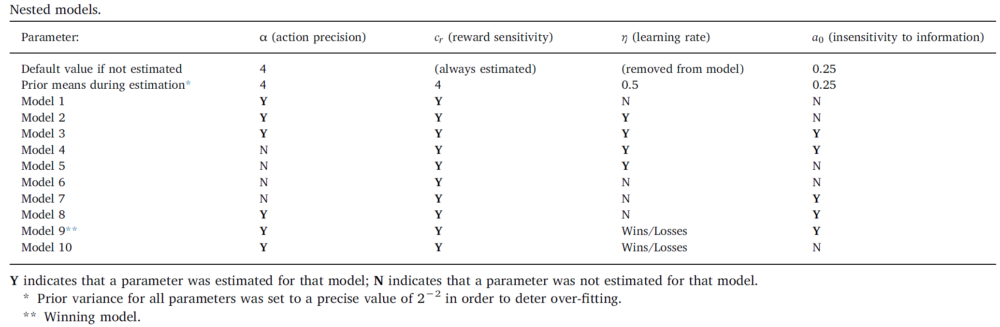 Nested models.
Parameter: α (action precision) cr (reward sensitivity) η (learning rate) a0 (insensitivity to information)
Default value if not estimated 4 (always estimated) (removed from model) 0.25
Prior means during estimation* 4 4 0.5 0.25
Model 1 Y Y N N
Model 2 Y Y Y N
Model 3 Y Y Y Y
Model 4 N Y Y Y
Model 5 N Y Y N
Model 6 N Y N N
Model 7 N Y N Y
Model 8 Y Y N Y
Model 9** Y Y Wins/Losses Y
Model 10 Y Y Wins/Losses N
Y indicates that a parameter was estimated for that model; N indicates that a parameter was not estimated for that model.
* Prior variance for all parameters was set to a precise value of 2−2 in order to deter over-fitting.
** Winning model.